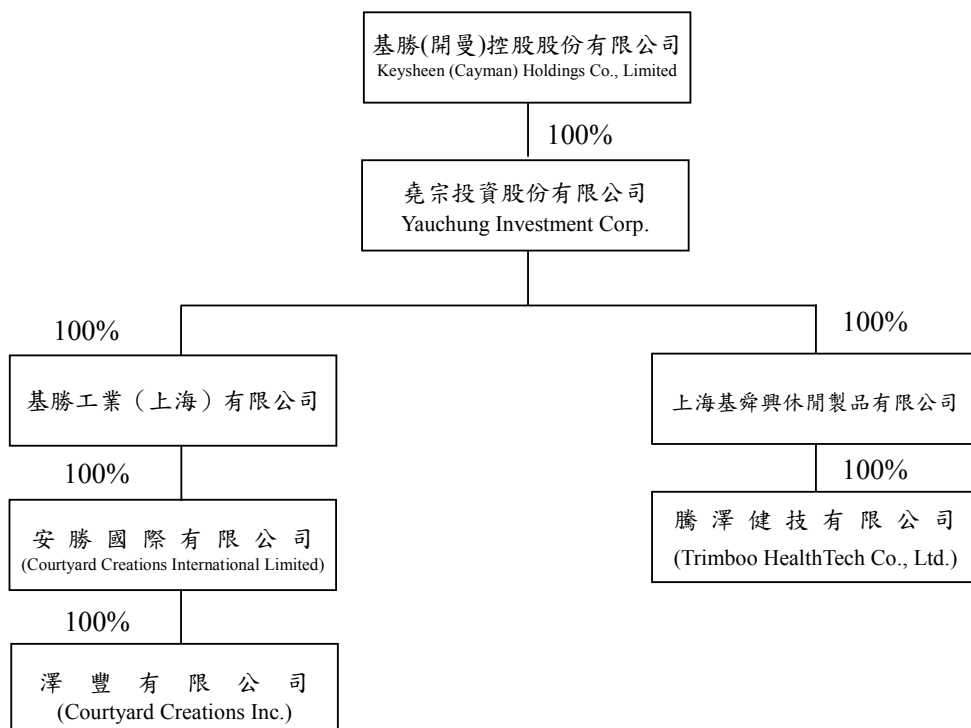 基勝(開曼)控股股份有限公司
Keysheen (Cayman) Holdings Co., Limited
100%
堯宗投資股份有限公司
Yauchung Investment Corp.
100%
100%
基勝工業（上海）有限公司
上海基舜興休閒製品有限公司
100%
100%
安勝國際有限公司
(Courtyard Creations International Limited)
騰澤健技有限公司
(Trimboo HealthTech Co., Ltd.)
100%
澤豐有限公司
(Courtyard Creations Inc.)